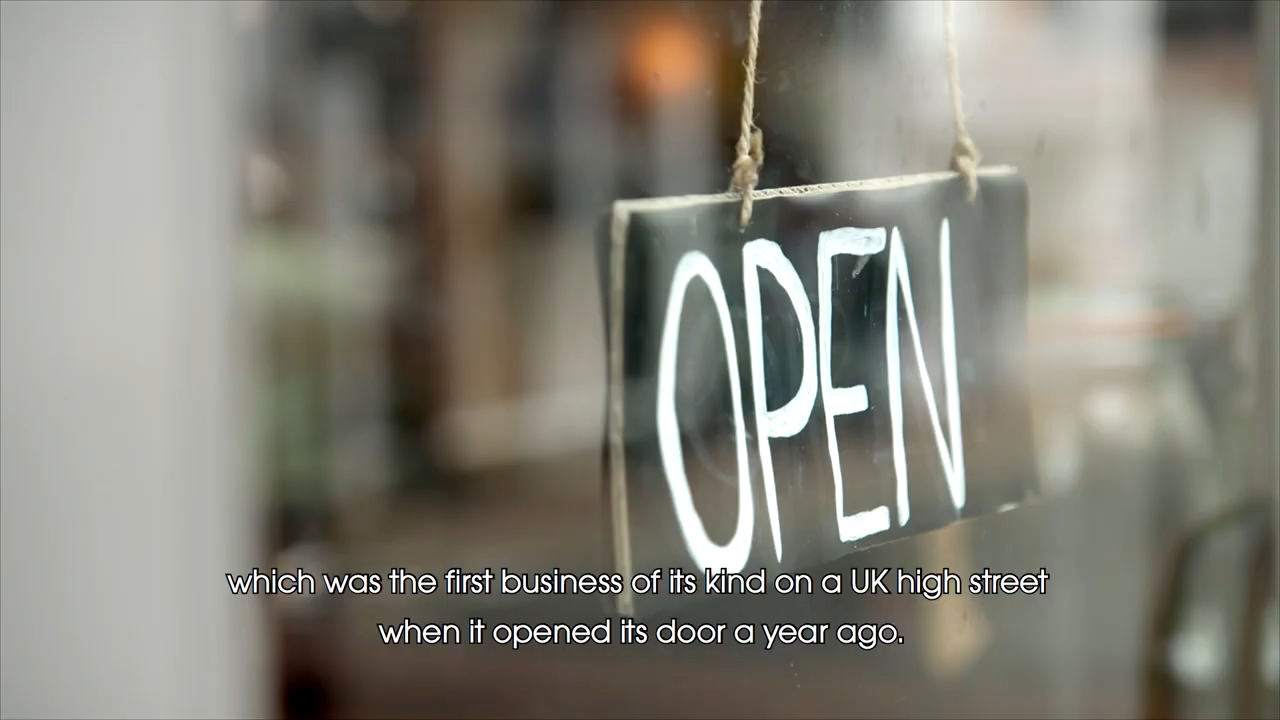 OPEN
which was the first business of its kind on a UK high street
when it opened its door a year ago.